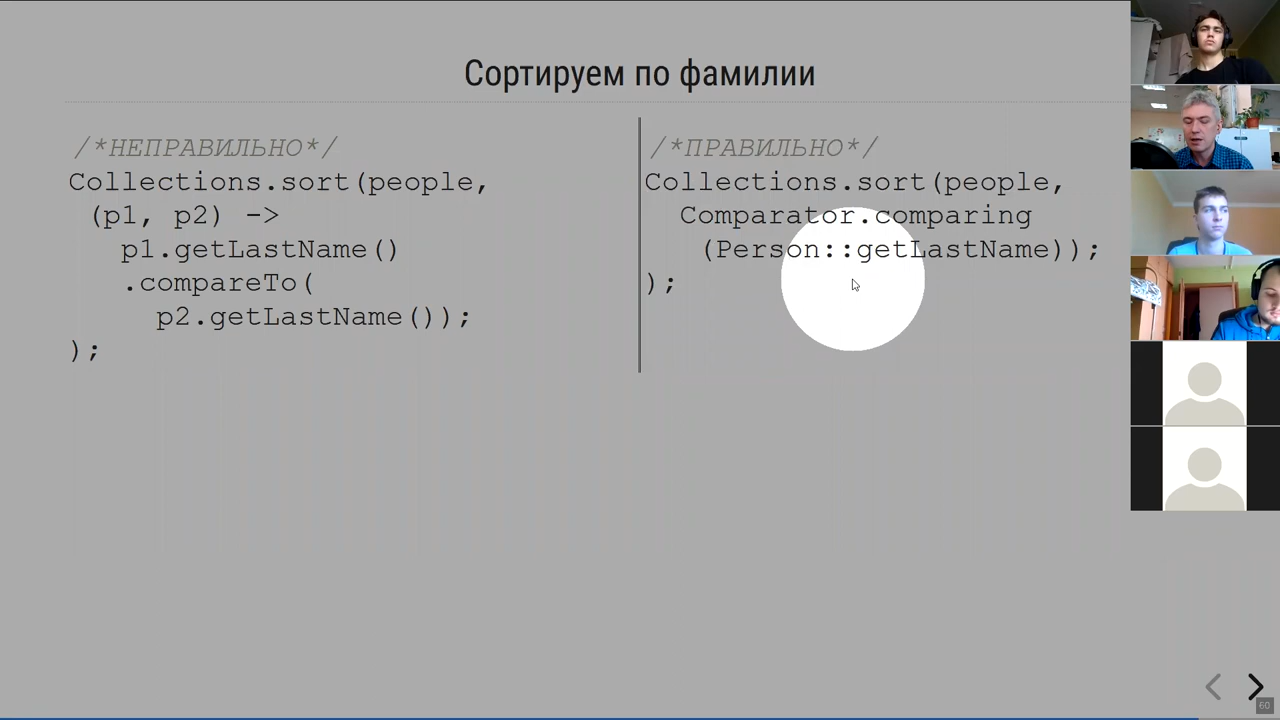 Сортируем по фамилии
/*НЕПРАВИЛЬНО*/
Collections.sort(people,
(p1, p2) ->
p1.getLastName()
.compareTo(
p2.getLastName());
);
/*ПРАВИЛЬНО*/
Collections.sort(people,
Comparator.comparing
(Person::getLastName));
);
60